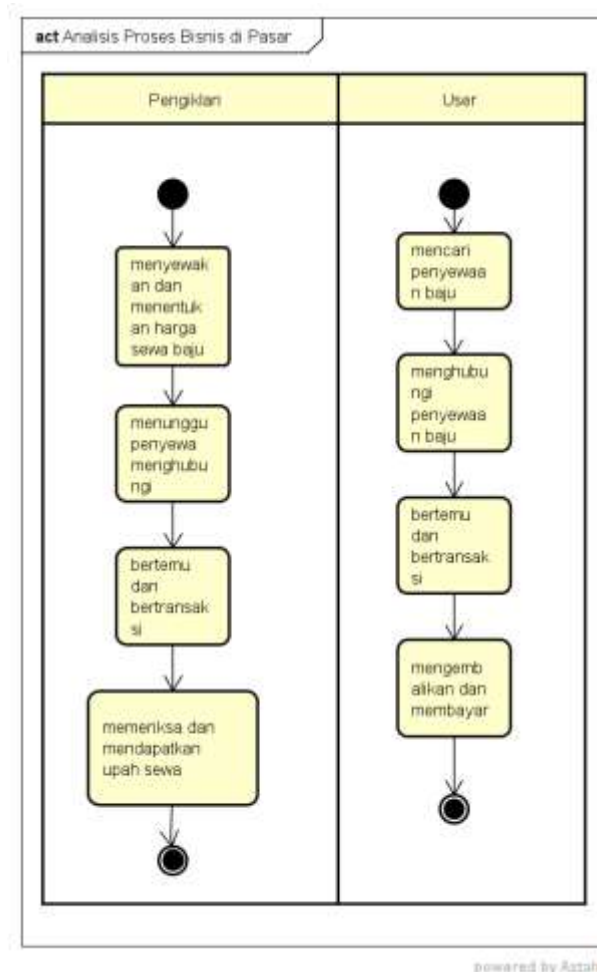 act Analisis Proses Bisnis di Pasar
Pengiklan
User
menyewak
an dan
menentuk
an harga
sewa baju
menunggu
penyewa
menghubu
ngi
bertemu
dan
bertransak
si
memeriksa dan
mendapatkan
upah sewa
mencari
penyewaa
n baju
menghubu
ngi
penyewaa
n baju
bertemu
dan
bertransak
si
mengemb
alikan dan
membayar
powered by Astah